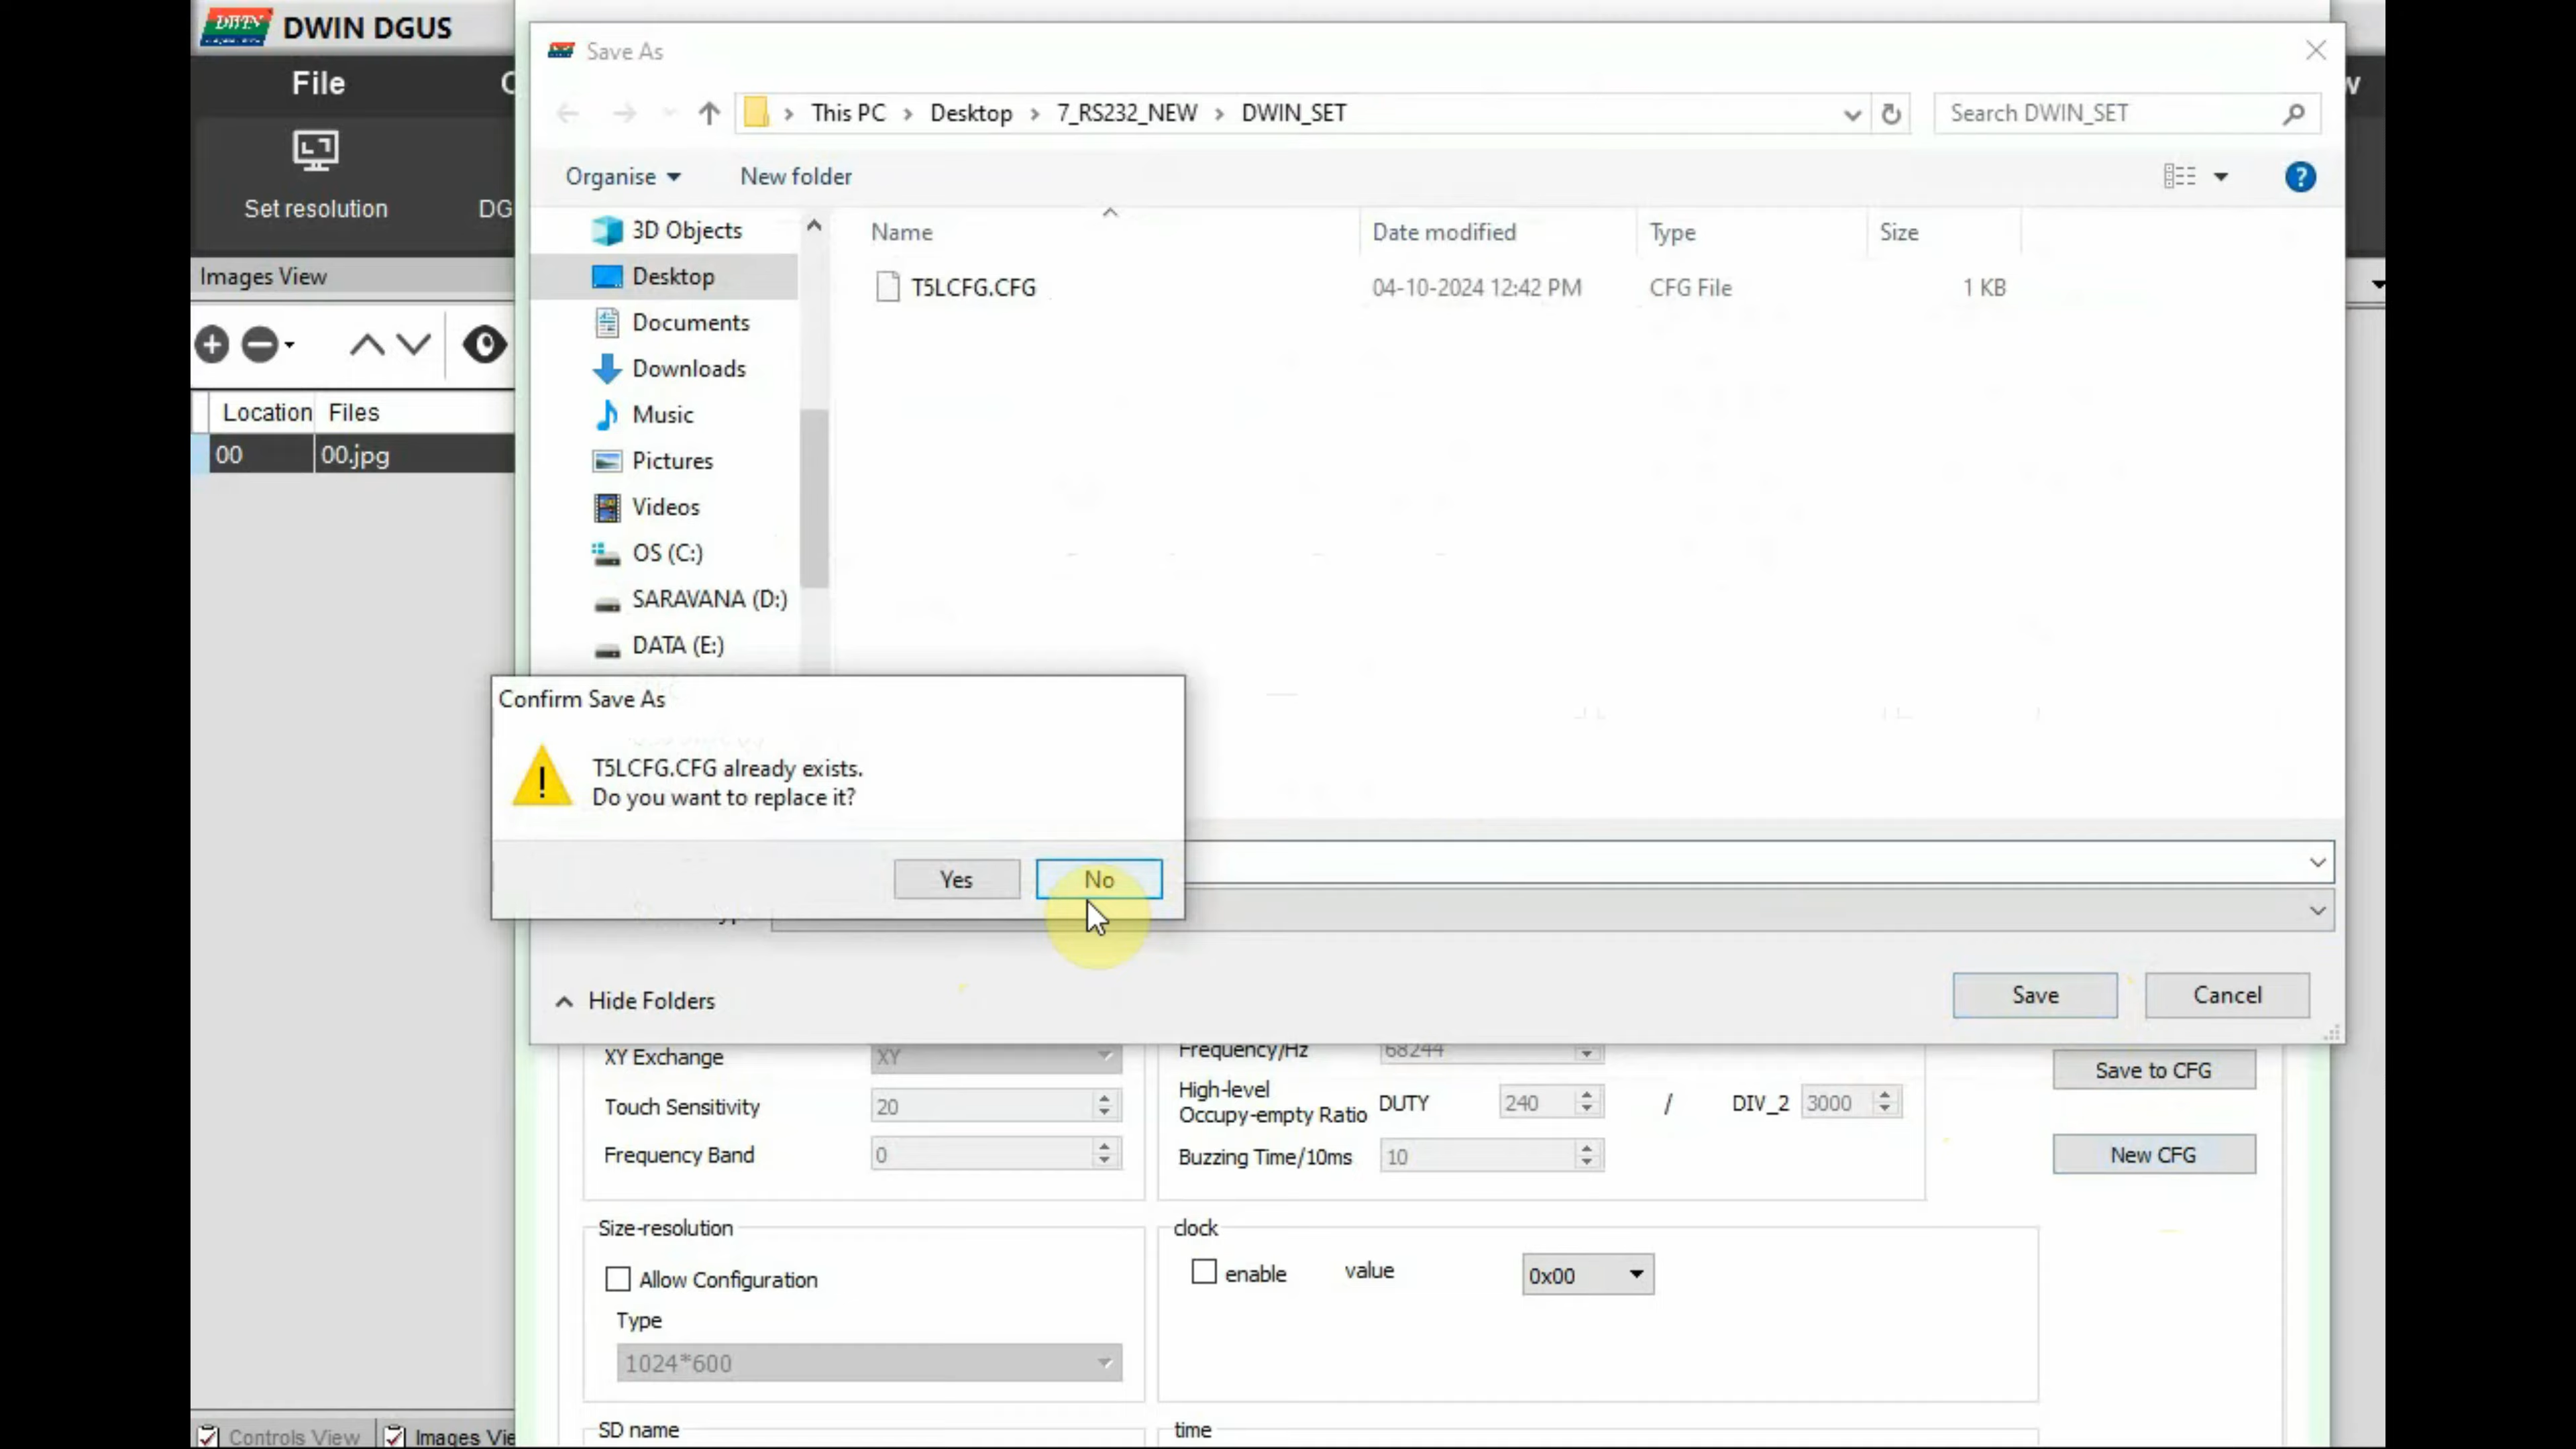 DWIN DWIN DGUS
File
Set resolution
DG
Images View
Location Files
00 00.jpg
Controls View Images Vie
Save As
This PC > Desktop > 7_RS232_NEW > DWIN_SET
Search DWIN_SET
Organise New folder
Name Date modified Type Size
T5LCFG.CFG 04-10-2024 12:42 PM CFG File 1 KB
3D Objects
Desktop
Documents
Downloads
Music
Pictures
Videos
OS (C:)
SARAVANA (D:)
DATA (E:)
Confirm Save As
T5LCFG.CFG already exists.
Do you want to replace it?
Yes No
Hide Folders
Save Cancel
XY Exchange XY
Touch Sensitivity 20
Frequency Band 0
Frequency/Hz 68244
High-level
Occupy-empty Ratio DUTY 240 / DIV_2 3000
Buzzing Time/10ms 10
Save to CFG
New CFG
Size-resolution
Allow Configuration
Type
1024*600
clock
enable value 0x00
SD name
time